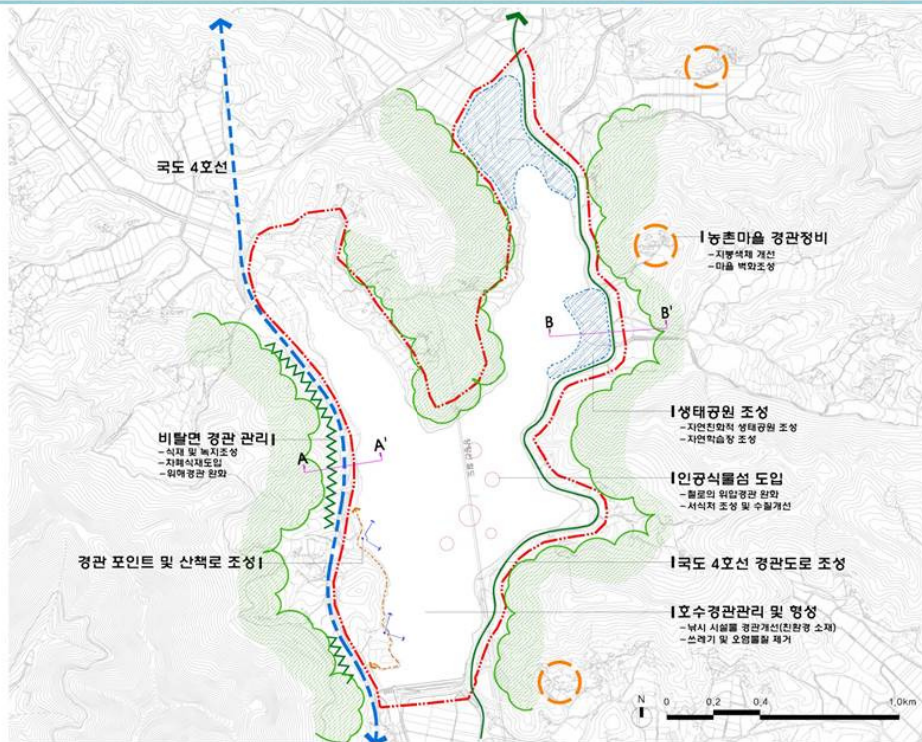 국도 4호선
농촌마을 경관정비
-지붕색채 개선
-마을 벽화조성
B
B'
생태공원 조성
-자연친화적 생태공원 조성
-자연학습장 조성
비탈면 경관 관리
-식재 및 녹지조성
-차폐식재도입
-위해경관 완화
A
A'
인공식물섬 도입
-철로의 위압경관 완화
-서식처 조성 및 수질개선
경관 포인트 및 산책로 조성
국도 4호선 경관도로 조성
호수경관관리 및 형성
-낚시 시설물 경관개선(친환경 소재)
-쓰레기 및 오염물질 제거
N
0
0.2
0.4
1.0km